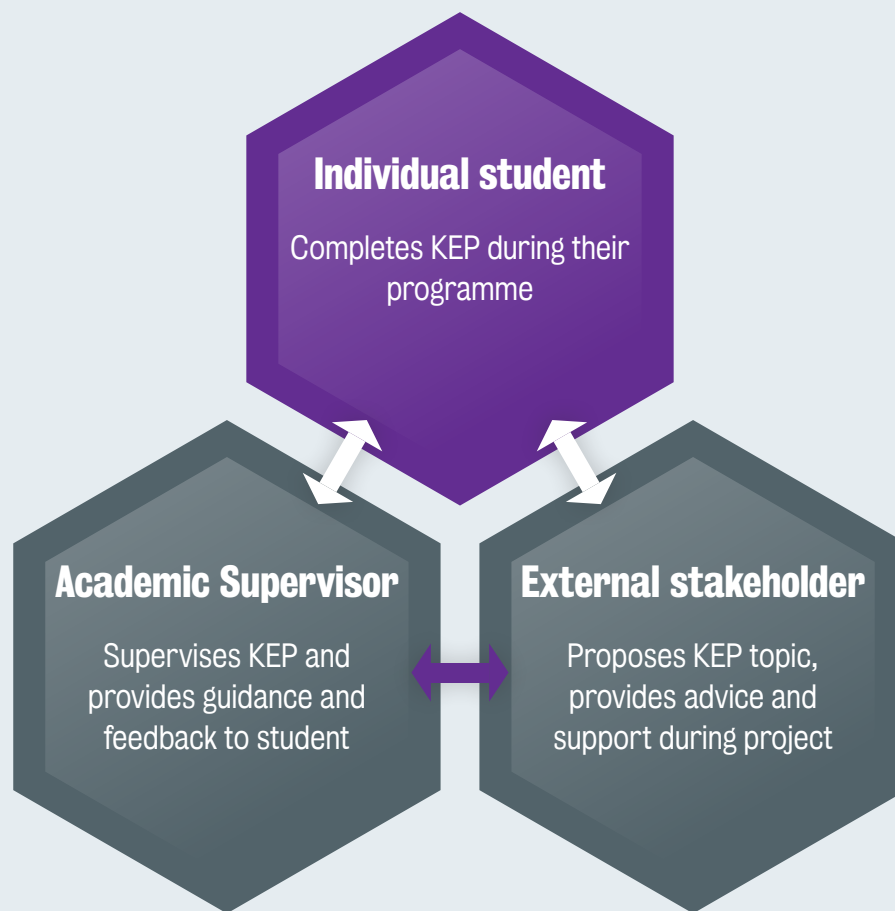 Individual student
Completes KEP during their
programme
Academic Supervisor
Supervises KEP and
provides guidance and
feedback to student
External stakeholder
Proposes KEP topic,
provides advice and
support during project